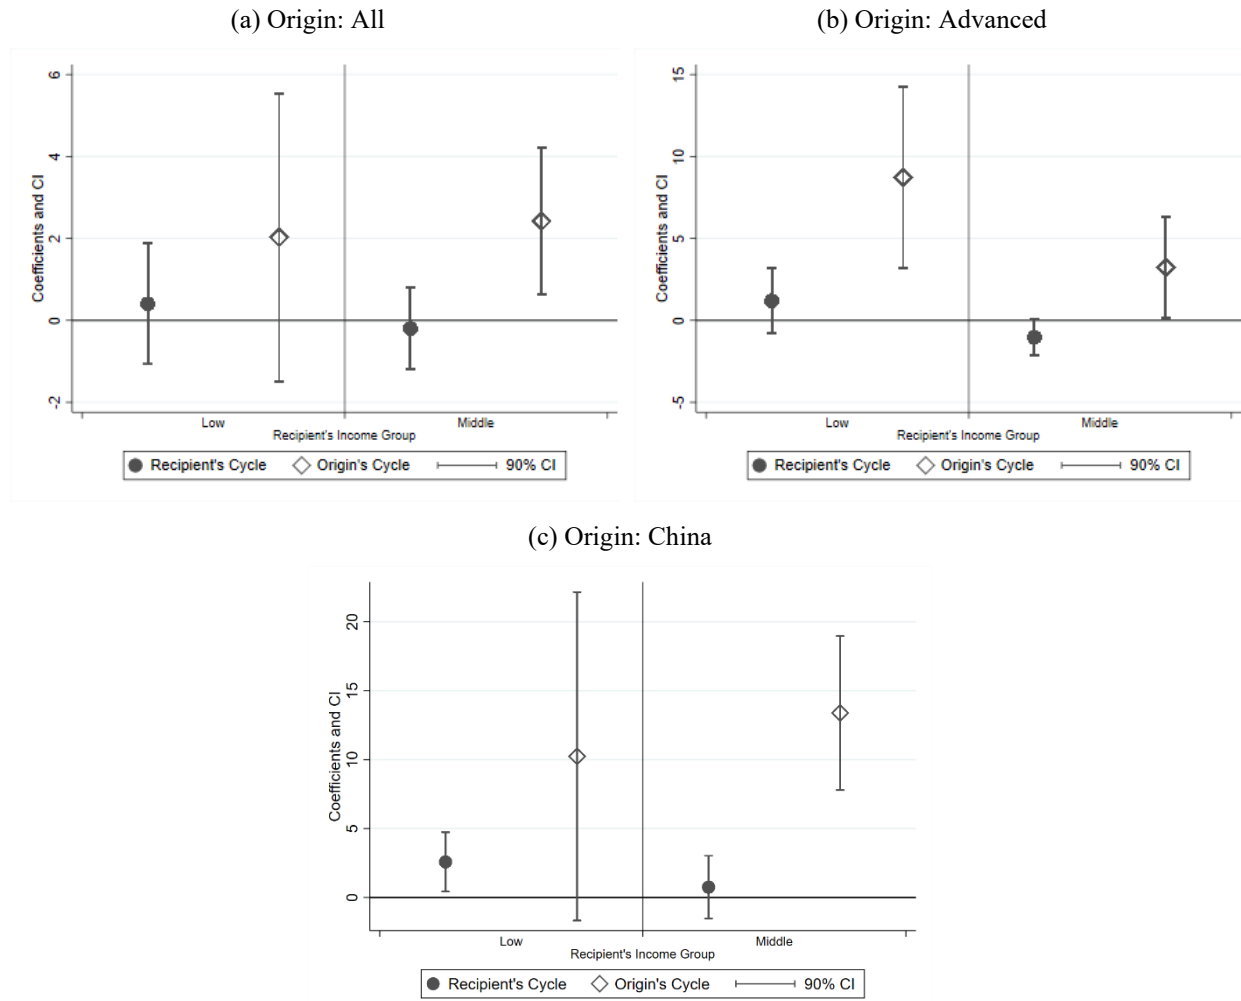 (a) Origin: All
6
4
2
0
-2
Coefficients and CI
Low
Middle
Recipient's Income Group
Recipient's Cycle
Origin's Cycle
90% CI
(b) Origin: Advanced
15
10
5
0
-5
Coefficients and CI
Low
Middle
Recipient's Income Group
Recipient's Cycle
Origin's Cycle
90% CI
(c) Origin: China
20
15
10
5
0
Coefficients and CI
Low
Middle
Recipient's Income Group
Recipient's Cycle
Origin's Cycle
90% CI